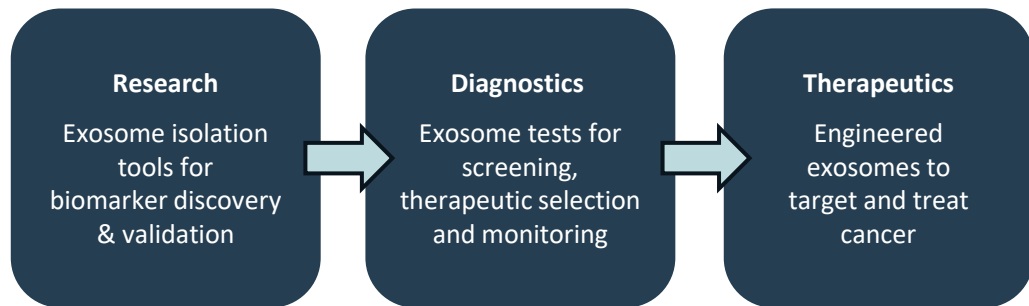 Research
Exosome isolation
tools for
biomarker discovery
& validation
Diagnostics
Exosome tests for
screening,
therapeutic selection
and monitoring
Therapeutics
Engineered
exosomes to
target and treat
cancer